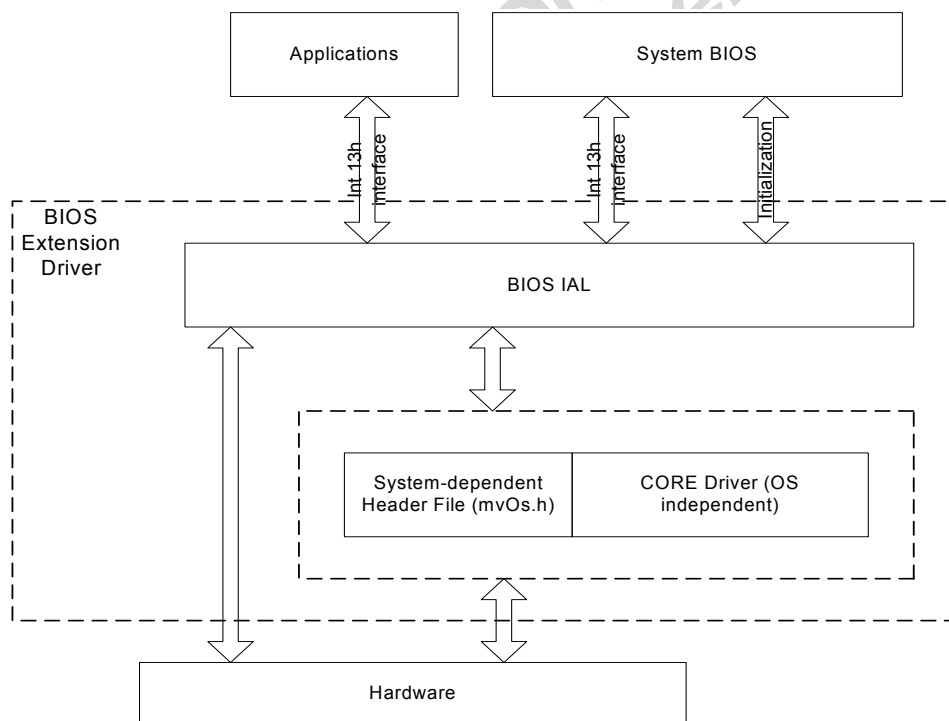 Applications
System BIOS
Int 13h
interface
Int 13h
interface
Initialization
BIOS
Extension
Driver
BIOS IAL
System-dependent
Header File (mvOs.h)
CORE Driver (OS
independent)
Hardware